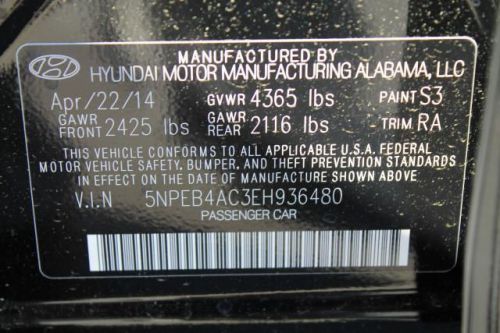 MANUFACTURED BY
HYUNDAI MOTOR MANUFACTURING ALABAMA, LLC
Apr/22/14 GVWR 4365 lbs PAINT S3
GAWR FRONT 2425 lbs GAWR REAR 2116 lbs TRIM RA
THIS VEHICLE CONFORMS TO ALL APPLICABLE U.S.A. FEDERAL
MOTOR VEHICLE SAFETY, BUMPER, AND THEFT PREVENTION STANDARDS
IN EFFECT ON THE DATE OF MANUFACTURE SHOWN ABOVE.
V.I.N 5NPEB4AC3EH936480
PASSENGER CAR